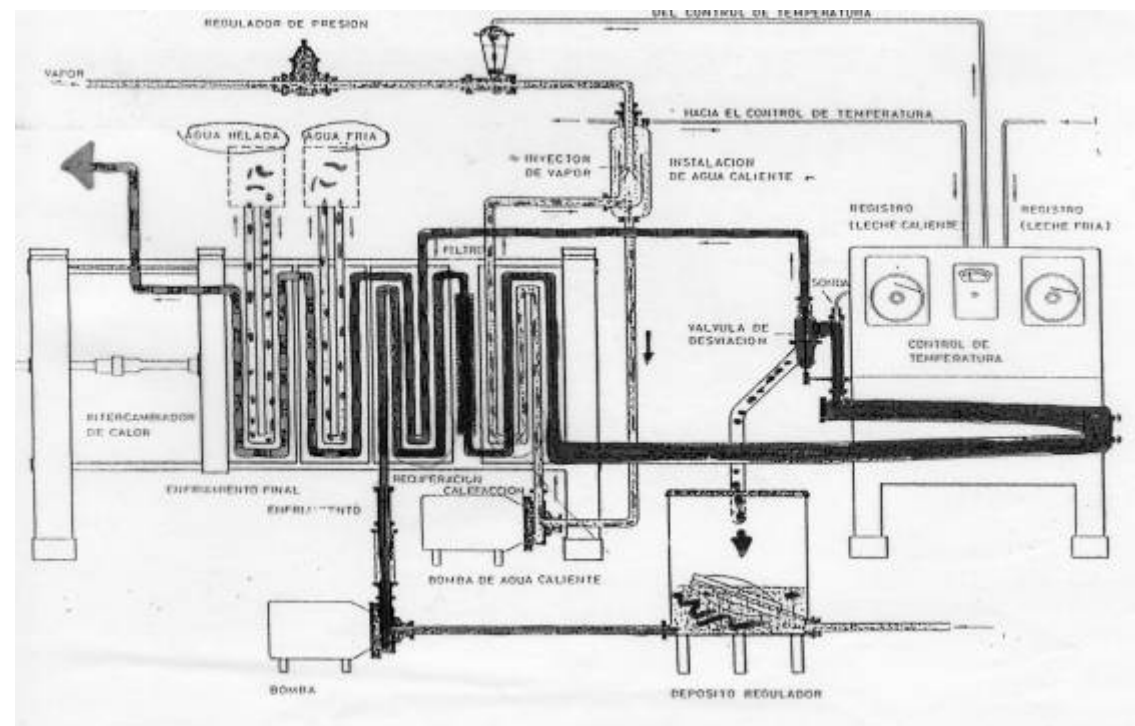 DEL CONTROL DE TEMPERATURA
REGULADOR DE PRESION
VAPOR
HACIA EL CONTROL DE TEMPERATURA
AGUA HELADA
AGUA FRIA
INYECTOR
DE VAPOR
INSTALACION
DE AGUA CALIENTE
REGISTRO
(LECHE CALIENTE)
REGISTRO
(LECHE FRIA)
FILTRO
SONDA
VALVULA DE
DESVIACION
CONTROL DE
TEMPERATURA
INTERCAMBIADOR
DE CALOR
RECUPERACION
CALEFACCION
ENFRIAMIENTO FINAL
BOMBA DE AGUA CALIENTE
BOMBA
DEPOSITO REGULADOR